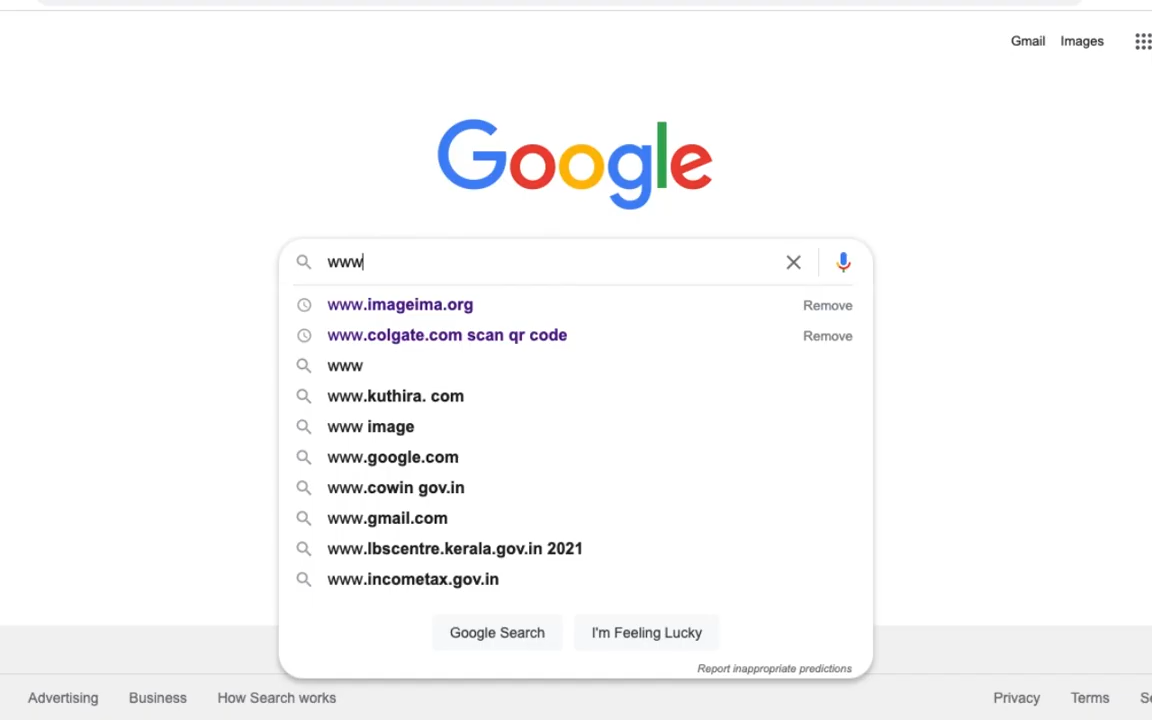 Gmail Images
Google
www
www.imageima.org Remove
www.colgate.com scan qr code Remove
www
www.kuthira. com
www image
www.google.com
www.cowin gov.in
www.gmail.com
www.lbscentre.kerala.gov.in 2021
www.incometax.gov.in
Google Search I'm Feeling Lucky
Report inappropriate predictions
Advertising Business How Search works Privacy Terms